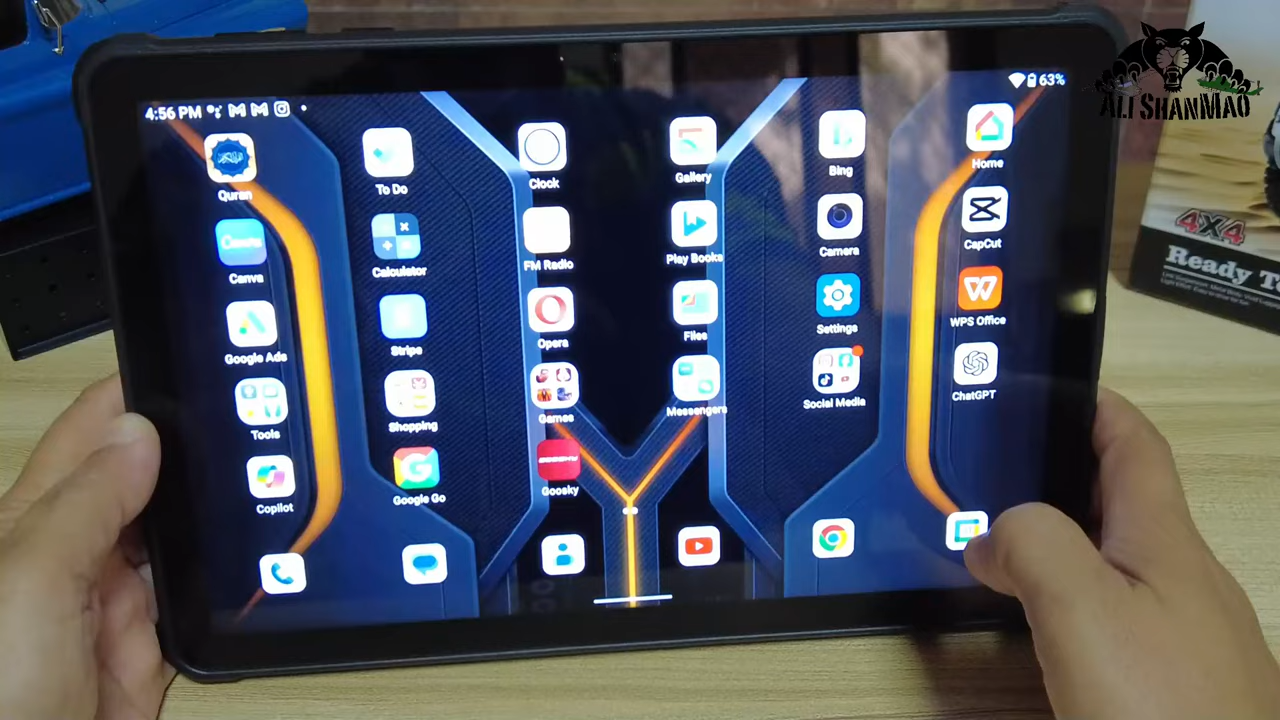 4:56 PM
63%
ALI SHANMAO
Quran
To Do
Clock
Gallery
Bing
Home
Canva
Calculator
FM Radio
Play Books
Camera
CapCut
Google Ads
Stripe
Opera
Files
Settings
WPS Office
Tools
Shopping
Games
Messengers
Social Media
ChatGPT
Copilot
Google Go
GOOSKY
Goosky
4X4
Ready To